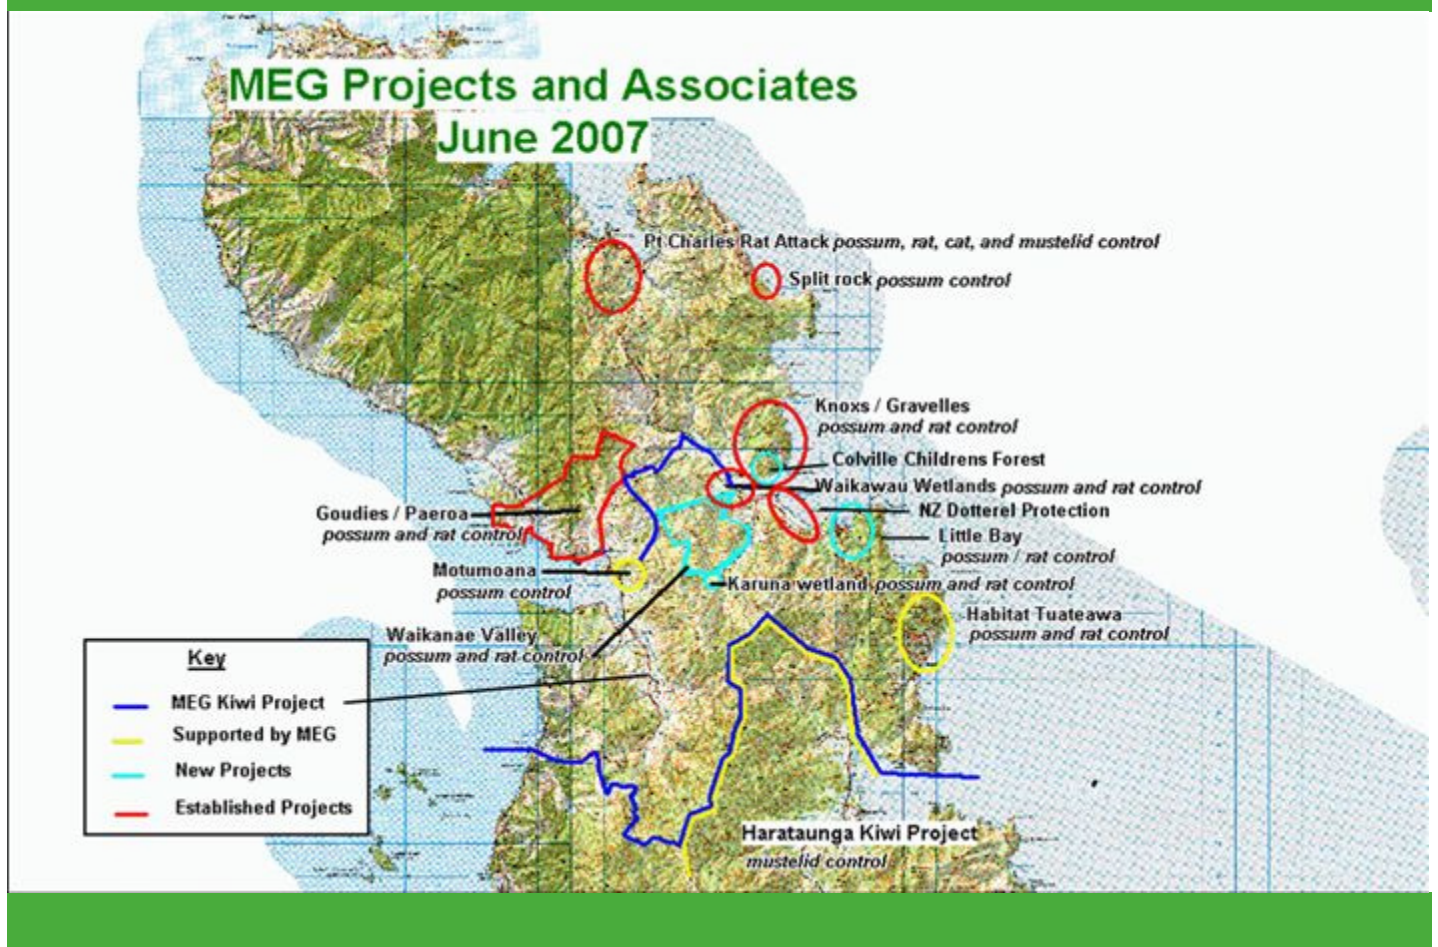 MEG Projects and Associates
June 2007
Pt Charles Rat Attack possum, rat, cat, and mustelid control
Split rock possum control
Knoxs / Gravelles
possum and rat control
Colville Childrens Forest
Waikawau Wetlands possum and rat control
NZ Dotterel Protection
Goudies / Paeroa
possum and rat control
Little Bay
possum / rat control
Motumoana
possum control
Karuna wetland possum and rat control
Habitat Tuateawa
possum and rat control
Waikanae Valley
possum and rat control
Key
MEG Kiwi Project
Supported by MEG
New Projects
Established Projects
Harataunga Kiwi Project
mustelid control